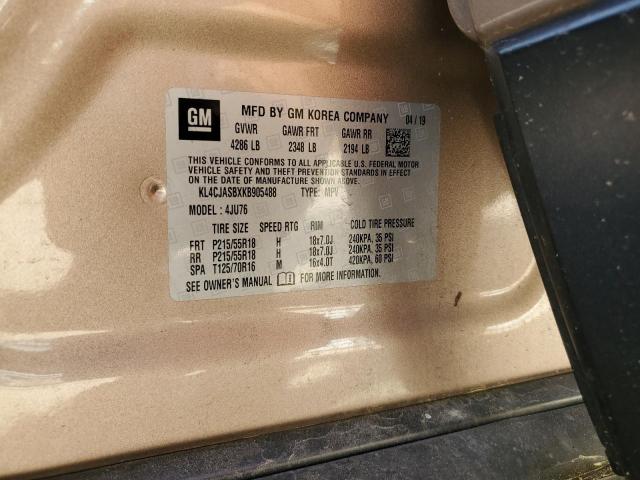 GM
MFD BY GM KOREA COMPANY 04/19
GVWR GAWR FRT GAWR RR
4286 LB 2348 LB 2194 LB
THIS VEHICLE CONFORMS TO ALL APPLICABLE U.S. FEDERAL MOTOR
VEHICLE SAFETY AND THEFT PREVENTION STANDARDS IN EFFECT
ON THE DATE OF MANUFACTURE SHOWN ABOVE.
KL4CJASBXKB905488 TYPE: MPV
MODEL: 4JU76
TIRE SIZE SPEED RTG RIM COLD TIRE PRESSURE
FRT P215/55R18 H 18x7.0J 240KPA, 35 PSI
RR P215/55R18 H 18x7.0J 240KPA, 35 PSI
SPA T125/70R16 M 16x4.0T 420KPA, 60 PSI
SEE OWNER'S MANUAL FOR MORE INFORMATION.